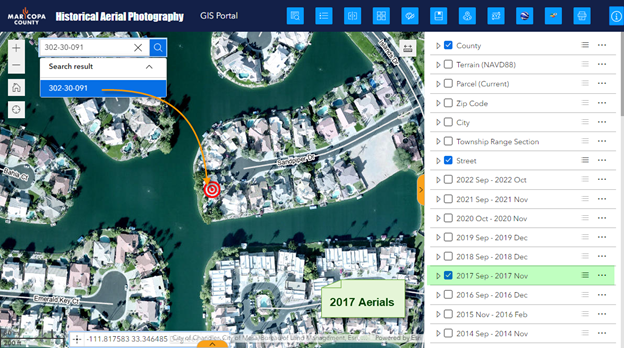 MARICOPA
COUNTY
Historical Aerial Photography
GIS Portal
302-30-091
Search result
302-30-091
Sandpiper Dr
Bahia Ct
Emerald Key Ct
2017 Aerials
-111.817583 33.346485
City of Chandler, City of Mesa, Bureau of Land Management, Esri,
Powered by Esri
County
Terrain (NAVD88)
Parcel (Current)
Zip Code
City
Township Range Section
Street
2022 Sep - 2022 Oct
2021 Sep - 2021 Nov
2020 Oct - 2020 Nov
2019 Sep - 2019 Dec
2018 Sep - 2018 Dec
2017 Sep - 2017 Nov
2016 Sep - 2016 Dec
2015 Nov - 2016 Feb
2014 Sep - 2014 Nov